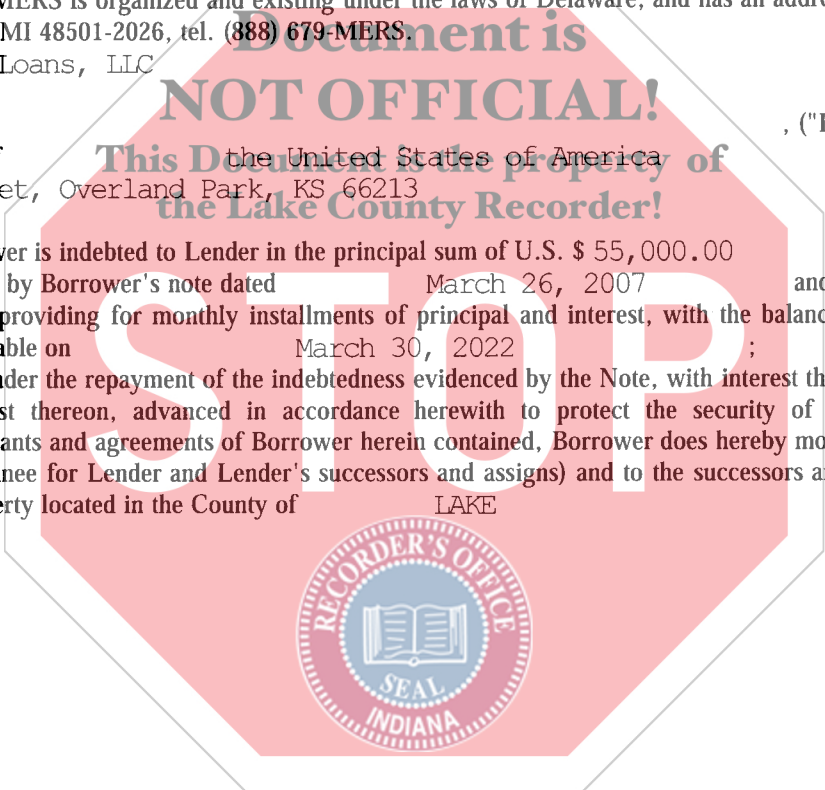 MERS is organized and existing under the laws of Delaware, and has an addre
MI 48501-2026, tel. (888) 679-MERS.
Document is
Loans, LLC
NOT OFFICIAL!
, ("
This Document is the property of
the United States of America
et, Overland Park, KS 66213
the Lake County Recorder!
er is indebted to Lender in the principal sum of U.S. $ 55,000.00
by Borrower's note dated March 26, 2007 and
providing for monthly installments of principal and interest, with the balanc
able on March 30, 2022 ;
der the repayment of the indebtedness evidenced by the Note, with interest th
st thereon, advanced in accordance herewith to protect the security of
ants and agreements of Borrower herein contained, Borrower does hereby mo
nee for Lender and Lender's successors and assigns) and to the successors a
erty located in the County of LAKE
STOP
RECORDER'S OFFICE
SEAL
INDIANA